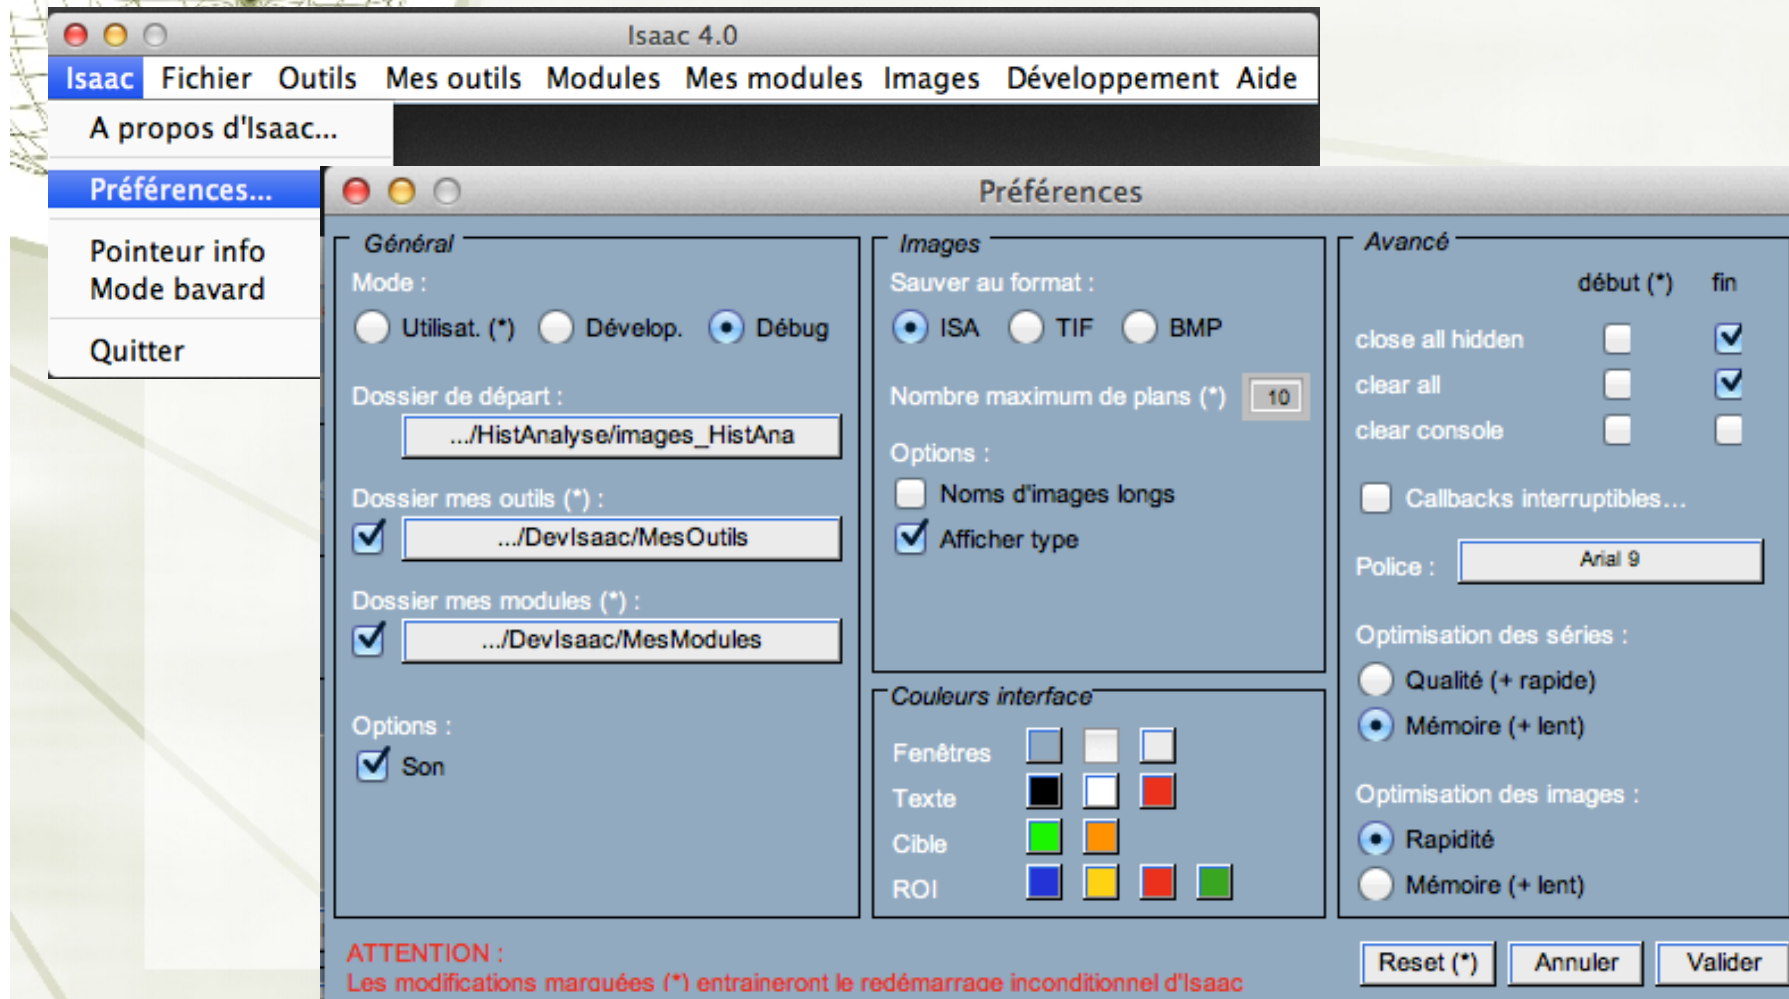 Isaac 4.0
Isaac Fichier Outils Mes outils Modules Mes modules Images Développement Aide
A propos d'Isaac...
Préférences...
Pointeur info
Mode bavard
Quitter
Préférences
Général
Mode :
Utilisat. (*) Dévelop. Débug
Dossier de départ :
.../HistAnalyse/images_HistAna
Dossier mes outils (*) :
.../DevIsaac/MesOutils
Dossier mes modules (*) :
.../DevIsaac/MesModules
Options :
Son
Images
Sauver au format :
ISA TIF BMP
Nombre maximum de plans (*) 10
Options :
Noms d'images longs
Afficher type
Couleurs interface
Fenêtres
Texte
Cible
ROI
Avancé
début (*) fin
close all hidden
clear all
clear console
Callbacks interruptibles...
Police : Arial 9
Optimisation des séries :
Qualité (+ rapide)
Mémoire (+ lent)
Optimisation des images :
Rapidité
Mémoire (+ lent)
ATTENTION :
Les modifications marquées (*) entraineront le redémarrage inconditionnel d'Isaac
Reset (*) Annuler Valider